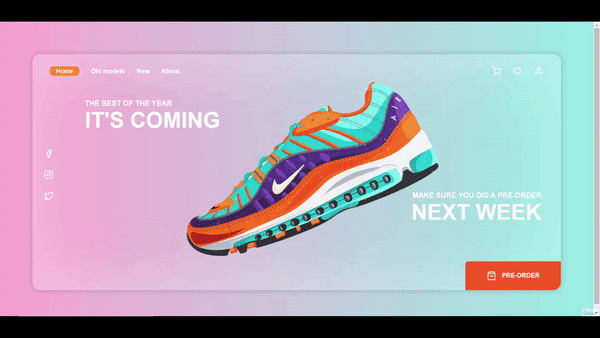 Home Old models New About
THE BEST OF THE YEAR
IT'S COMING
AIR
MAKE SURE YOU DID A PRE-ORDER
NEXT WEEK
PRE-ORDER